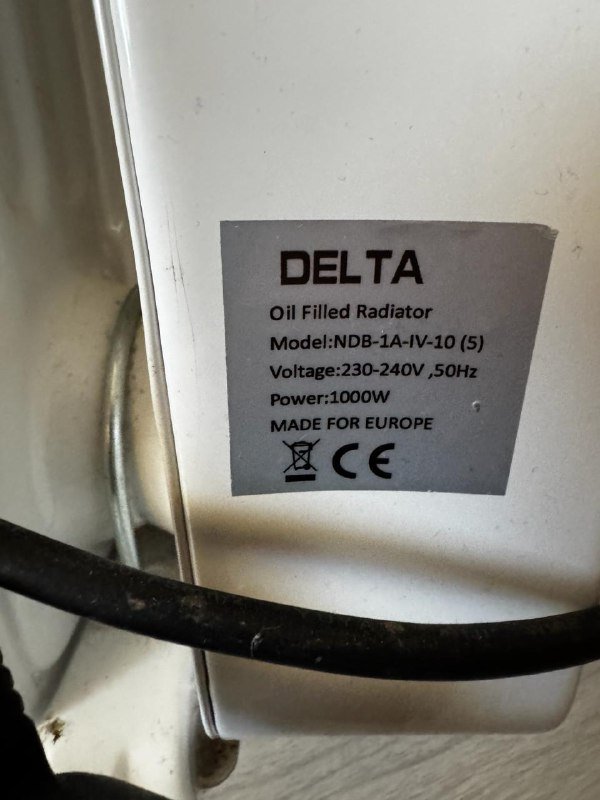 DELTA
Oil Filled Radiator
Model:NDB-1A-IV-10 (5)
Voltage:230-240V ,50Hz
Power:1000W
MADE FOR EUROPE
CE